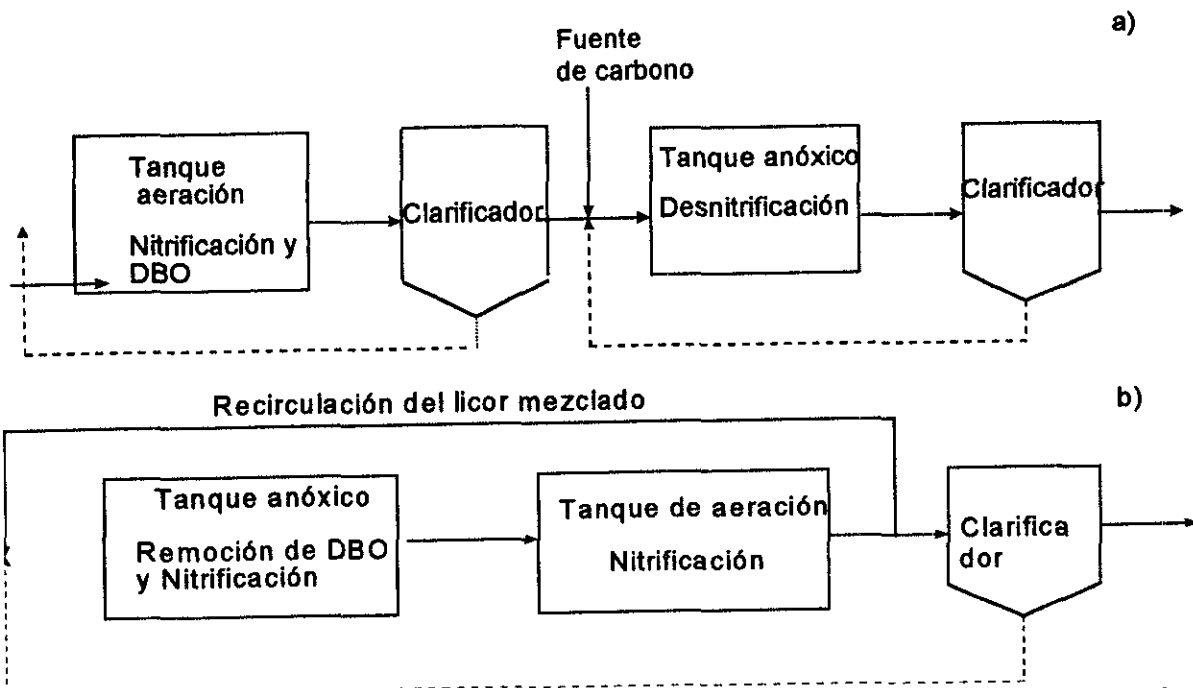 a)
Fuente
de carbono
Tanque
aeración
Nitrificación y
DBO
Clarificador
Tanque anóxico
Desnitrificación
Clarificador
Recirculación del licor mezclado
b)
Tanque anóxico
Remoción de DBO
y Nitrificación
Tanque de aeración
Nitrificación
Clarifica
dor